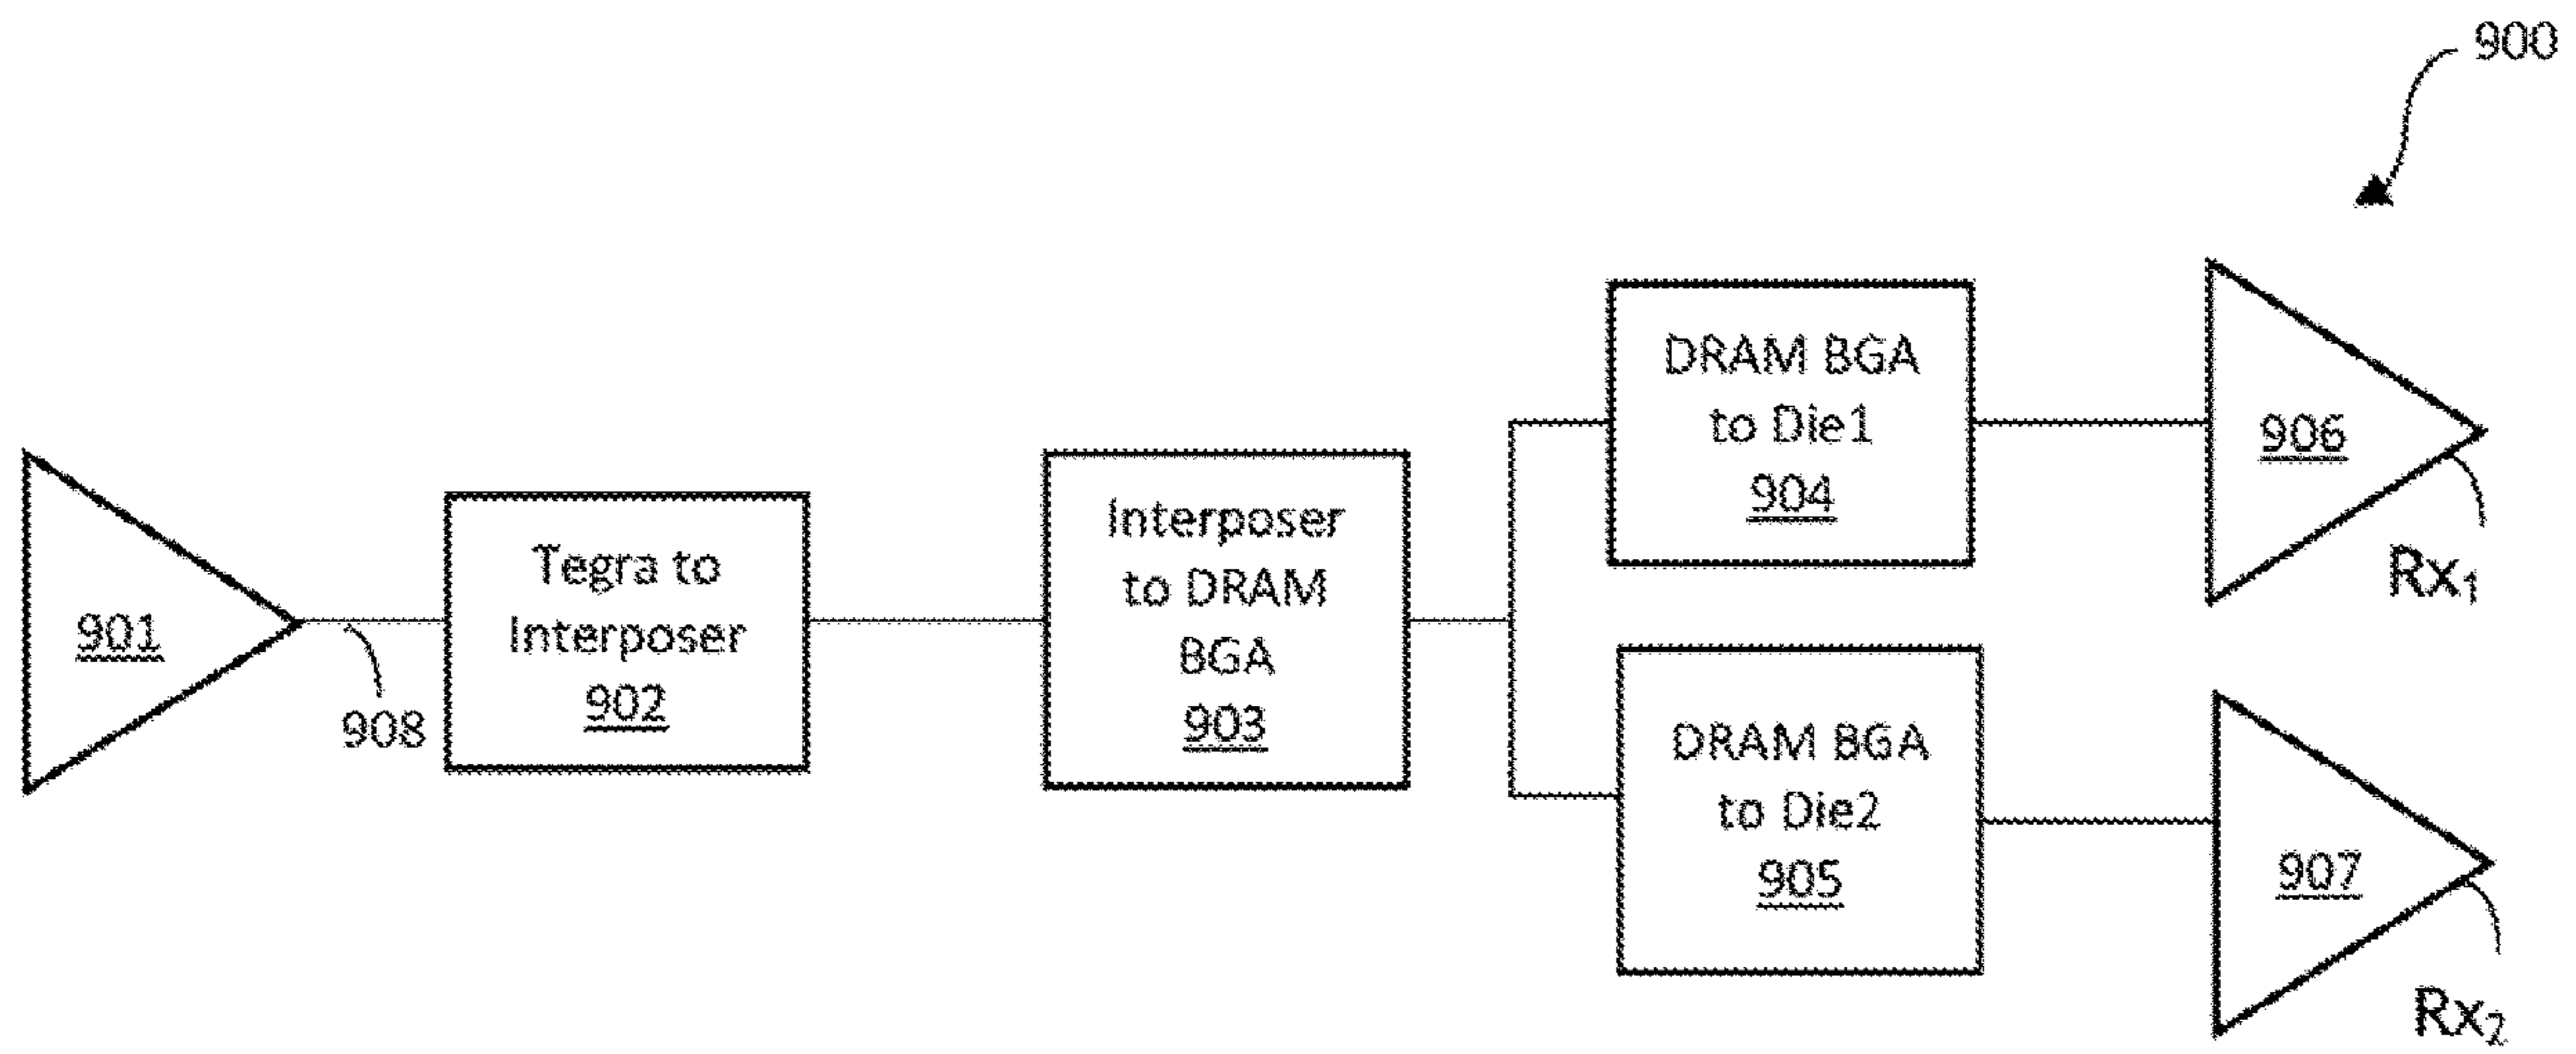 900
901
908
Tegra to
Interposer
902
Interposer
to DRAM
BGA
903
DRAM BGA
to Die1
904
906
Rx₁
DRAM BGA
to Die2
905
907
Rx₂